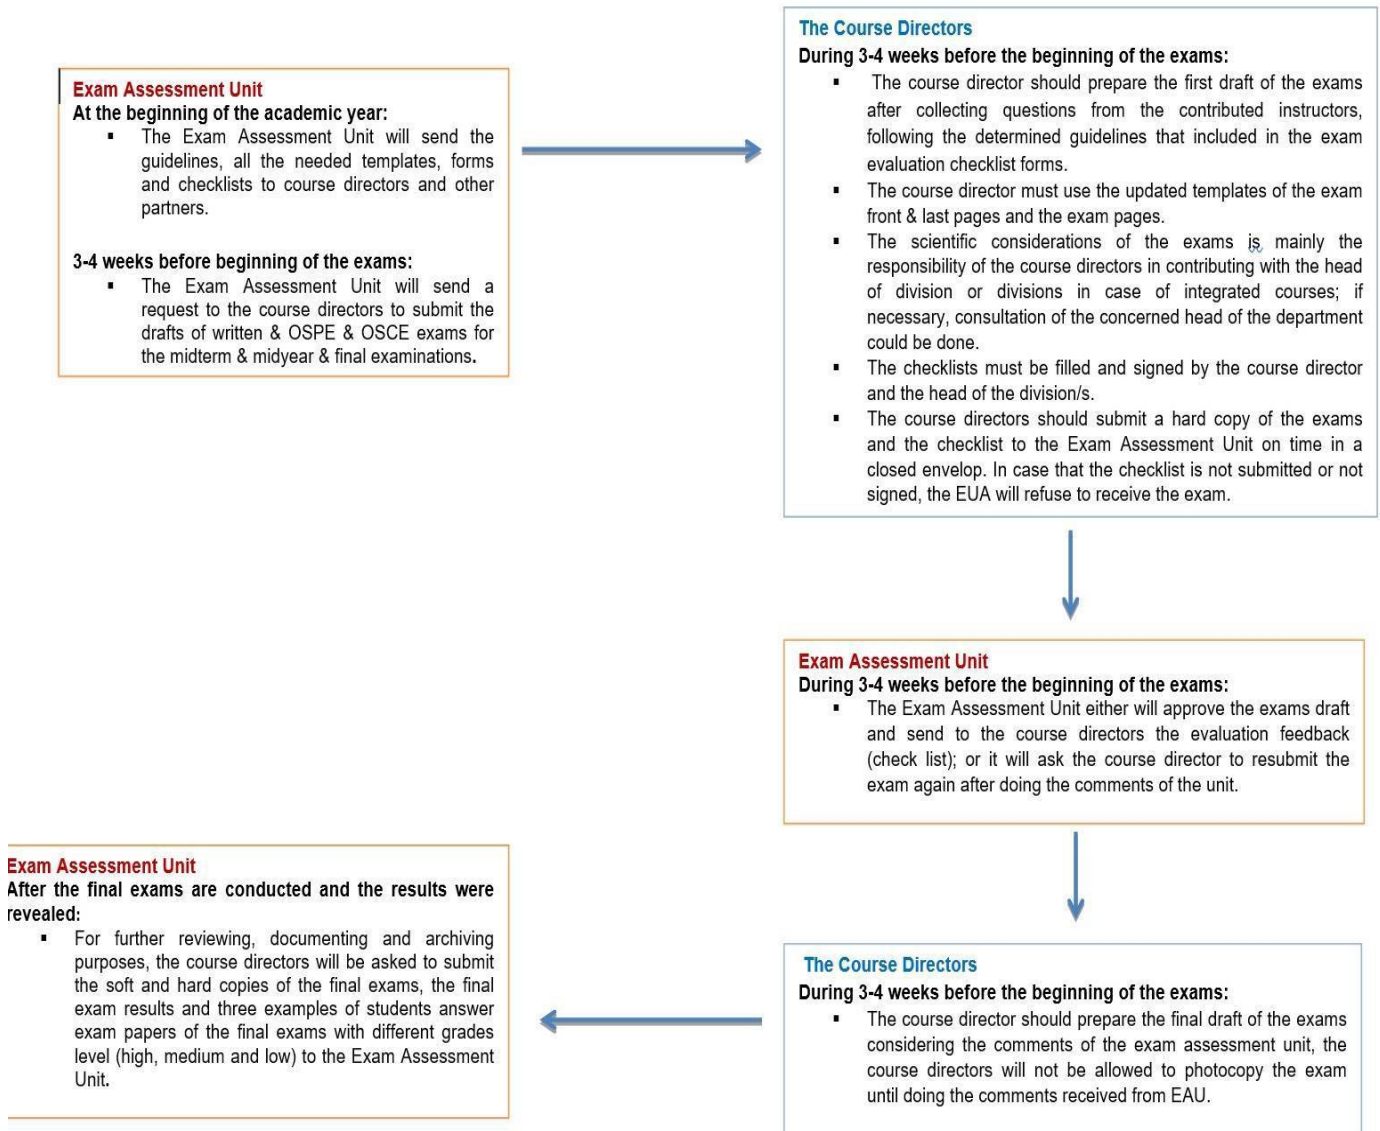 Exam Assessment Unit
At the beginning of the academic year:
▪ The Exam Assessment Unit will send the
guidelines, all the needed templates, forms
and checklists to course directors and other
partners.
3-4 weeks before beginning of the exams:
▪ The Exam Assessment Unit will send a
request to the course directors to submit the
drafts of written & OSPE & OSCE exams for
the midterm & midyear & final examinations.
The Course Directors
During 3-4 weeks before the beginning of the exams:
▪ The course director should prepare the first draft of the exams
after collecting questions from the contributed instructors,
following the determined guidelines that included in the exam
evaluation checklist forms.
▪ The course director must use the updated templates of the exam
front & last pages and the exam pages.
▪ The scientific considerations of the exams is mainly the
responsibility of the course directors in contributing with the head
of division or divisions in case of integrated courses; if
necessary, consultation of the concerned head of the department
could be done.
▪ The checklists must be filled and signed by the course director
and the head of the division/s.
▪ The course directors should submit a hard copy of the exams
and the checklist to the Exam Assessment Unit on time in a
closed envelop. In case that the checklist is not submitted or not
signed, the EUA will refuse to receive the exam.
Exam Assessment Unit
During 3-4 weeks before the beginning of the exams:
▪ The Exam Assessment Unit either will approve the exams draft
and send to the course directors the evaluation feedback
(check list); or it will ask the course director to resubmit the
exam again after doing the comments of the unit.
The Course Directors
During 3-4 weeks before the beginning of the exams:
▪ The course director should prepare the final draft of the exams
considering the comments of the exam assessment unit, the
course directors will not be allowed to photocopy the exam
until doing the comments received from EAU.
Exam Assessment Unit
After the final exams are conducted and the results were
revealed:
▪ For further reviewing, documenting and archiving
purposes, the course directors will be asked to submit
the soft and hard copies of the final exams, the final
exam results and three examples of students answer
exam papers of the final exams with different grades
level (high, medium and low) to the Exam Assessment
Unit.